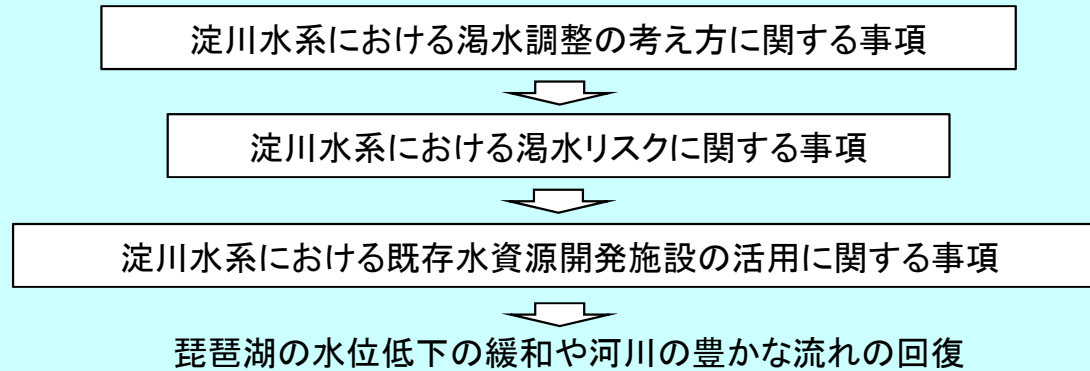 淀川水系における渇水調整の考え方に関する事項
淀川水系における渇水リスクに関する事項
淀川水系における既存水資源開発施設の活用に関する事項
琵琶湖の水位低下の緩和や河川の豊かな流れの回復